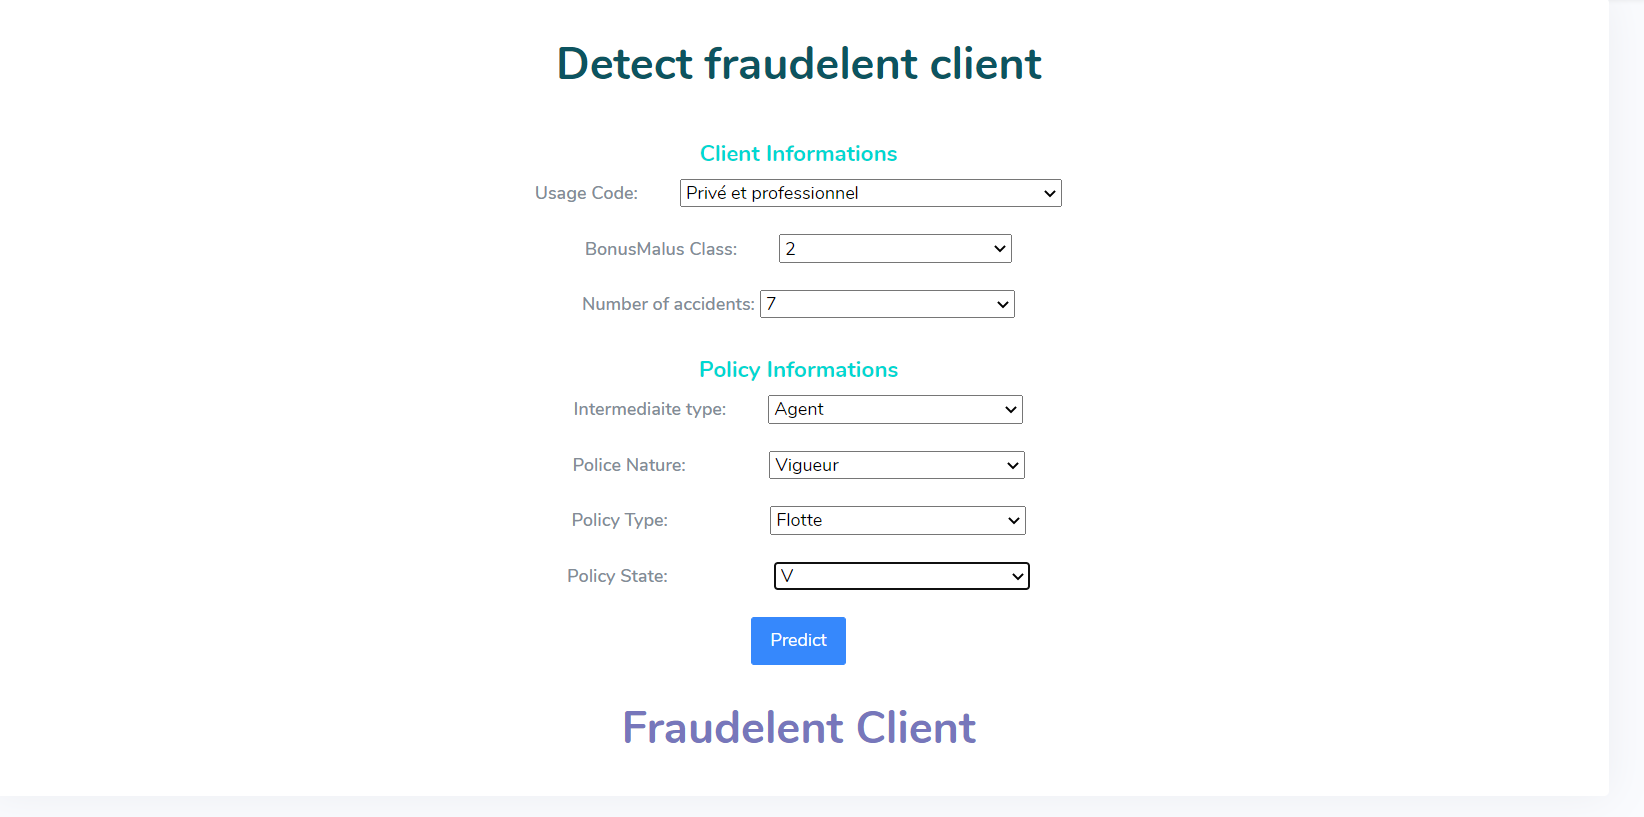 Detect fraudelent client
Client Informations
Usage Code: Privé et professionnel
BonusMalus Class: 2
Number of accidents: 7
Policy Informations
Intermediaite type: Agent
Police Nature: Vigueur
Policy Type: Flotte
Policy State: V
Predict
Fraudelent Client